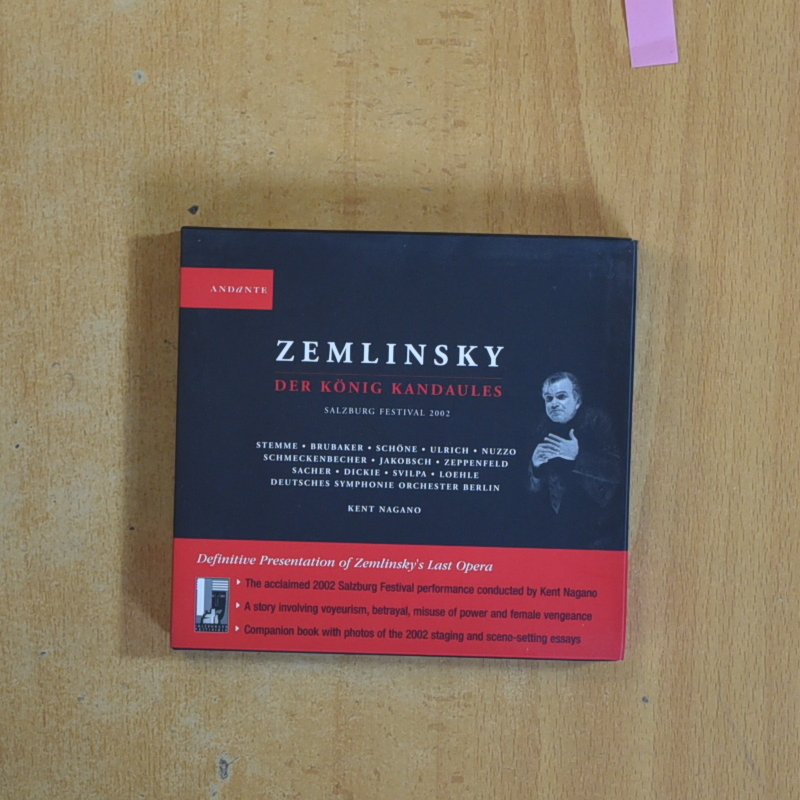 ANDANTE
ZEMLINSKY
DER KÖNIG KANDAULES
SALZBURG FESTIVAL 2002
STEMME • BRUBAKER • SCHÖNE • ULRICH • NUZZO
SCHMECKENBECHER • JAKOBSCH • ZEPPENFELD
SACHER • DICKIE • SVILPA • LOEHLE
DEUTSCHES SYMPHONIE ORCHESTER BERLIN
KENT NAGANO
Definitive Presentation of Zemlinsky's Last Opera
The acclaimed 2002 Salzburg Festival performance conducted by Kent Nagano
A story involving voyeurism, betrayal, misuse of power and female vengeance
Companion book with photos of the 2002 staging and scene-setting essays